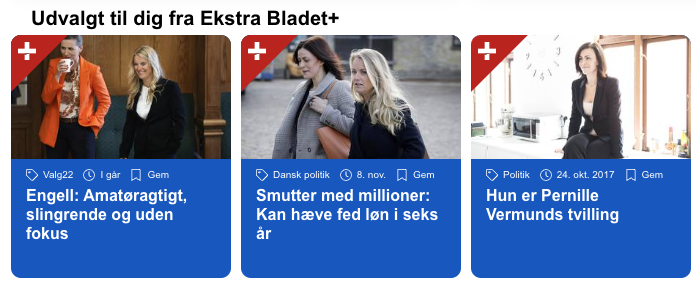 Udvalgt til dig fra Ekstra Bladet+
Valg22 I går Gem
Engell: Amatøragtigt,
slingrende og uden
fokus
Dansk politik 8. nov. Gem
Smutter med millioner:
Kan hæve fed løn i seks
år
Politik 24. okt. 2017 Gem
Hun er Pernille
Vermunds tvilling